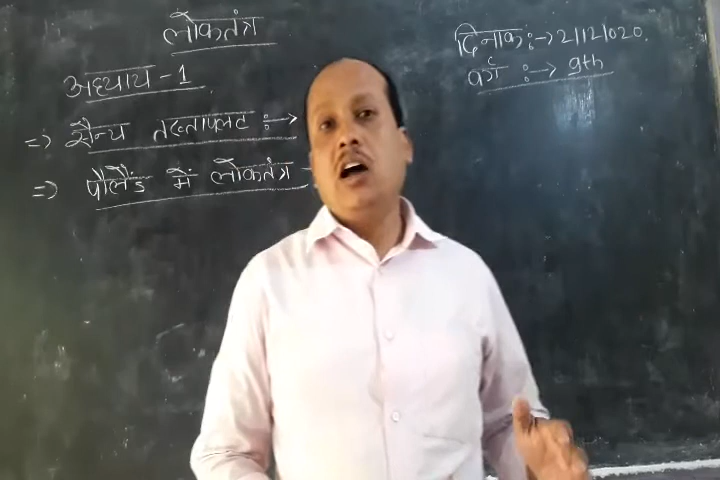 लोकतंत्र
दिनाक :→ 2/12/2020.
वर्ग :→ 9th
अध्याय - 1
=> सैन्य तख्तापलट :→
=> पोलैंड में लोकतंत्र -